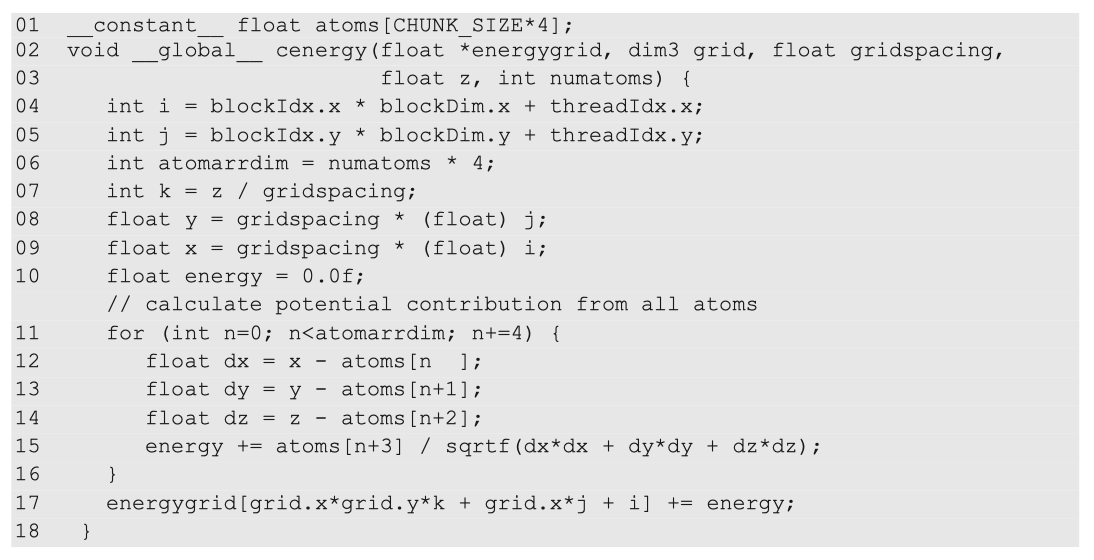 01  __constant__ float atoms[CHUNK_SIZE*4];
02  void __global__ cenergy(float *energygrid, dim3 grid, float gridspacing,
03                          float z, int numatoms) {
04     int i = blockIdx.x * blockDim.x + threadIdx.x;
05     int j = blockIdx.y * blockDim.y + threadIdx.y;
06     int atomarrdim = numatoms * 4;
07     int k = z / gridspacing;
08     float y = gridspacing * (float) j;
09     float x = gridspacing * (float) i;
10     float energy = 0.0f;
       // calculate potential contribution from all atoms
11     for (int n=0; n<atomarrdim; n+=4) {
12        float dx = x - atoms[n  ];
13        float dy = y - atoms[n+1];
14        float dz = z - atoms[n+2];
15        energy += atoms[n+3] / sqrtf(dx*dx + dy*dy + dz*dz);
16     }
17     energygrid[grid.x*grid.y*k + grid.x*j + i] += energy;
18   }